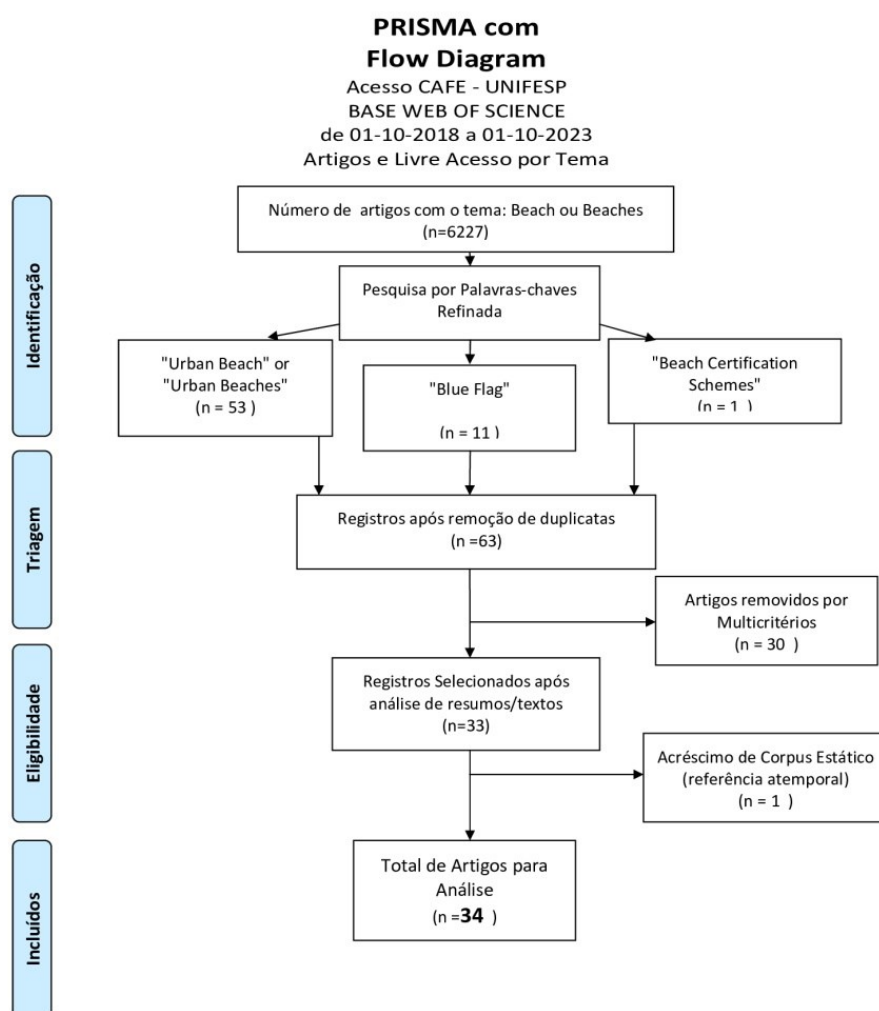 PRISMA com
Flow Diagram
Acesso CAFE - UNIFESP
BASE WEB OF SCIENCE
de 01-10-2018 a 01-10-2023
Artigos e Livre Acesso por Tema
Identificação
Número de artigos com o tema: Beach ou Beaches
(n=6227)
Pesquisa por Palavras-chaves
Refinada
"Urban Beach" or
"Urban Beaches"
(n = 53 )
"Blue Flag"
(n = 11 )
"Beach Certification
Schemes"
(n = 1 )
Triagem
Registros após remoção de duplicatas
(n =63)
Artigos removidos por
Multicritérios
(n = 30 )
Eligibilidade
Registros Selecionados após
análise de resumos/textos
(n=33)
Acréscimo de Corpus Estático
(referência atemporal)
(n = 1 )
Incluídos
Total de Artigos para
Análise
(n =34 )